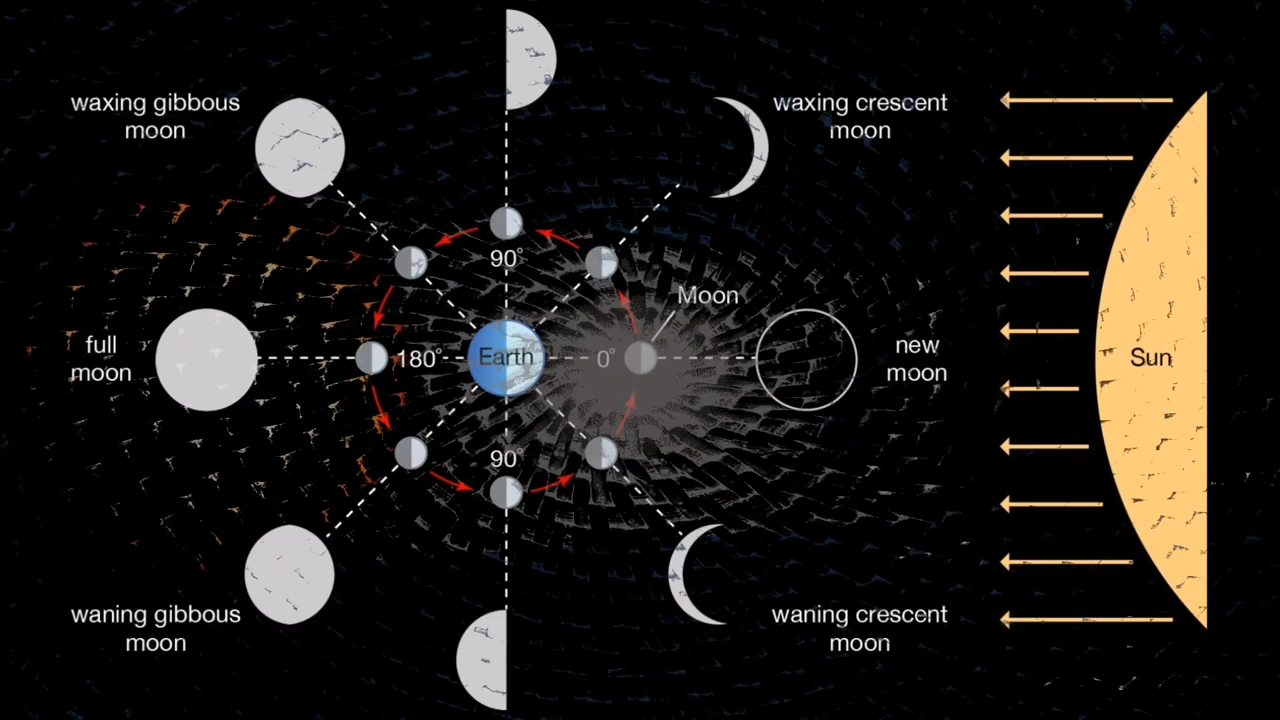 waxing gibbous
moon
waxing crescent
moon
90°
Moon
full
moon
180°
Earth
0°
new
moon
Sun
90°
waning gibbous
moon
waning crescent
moon